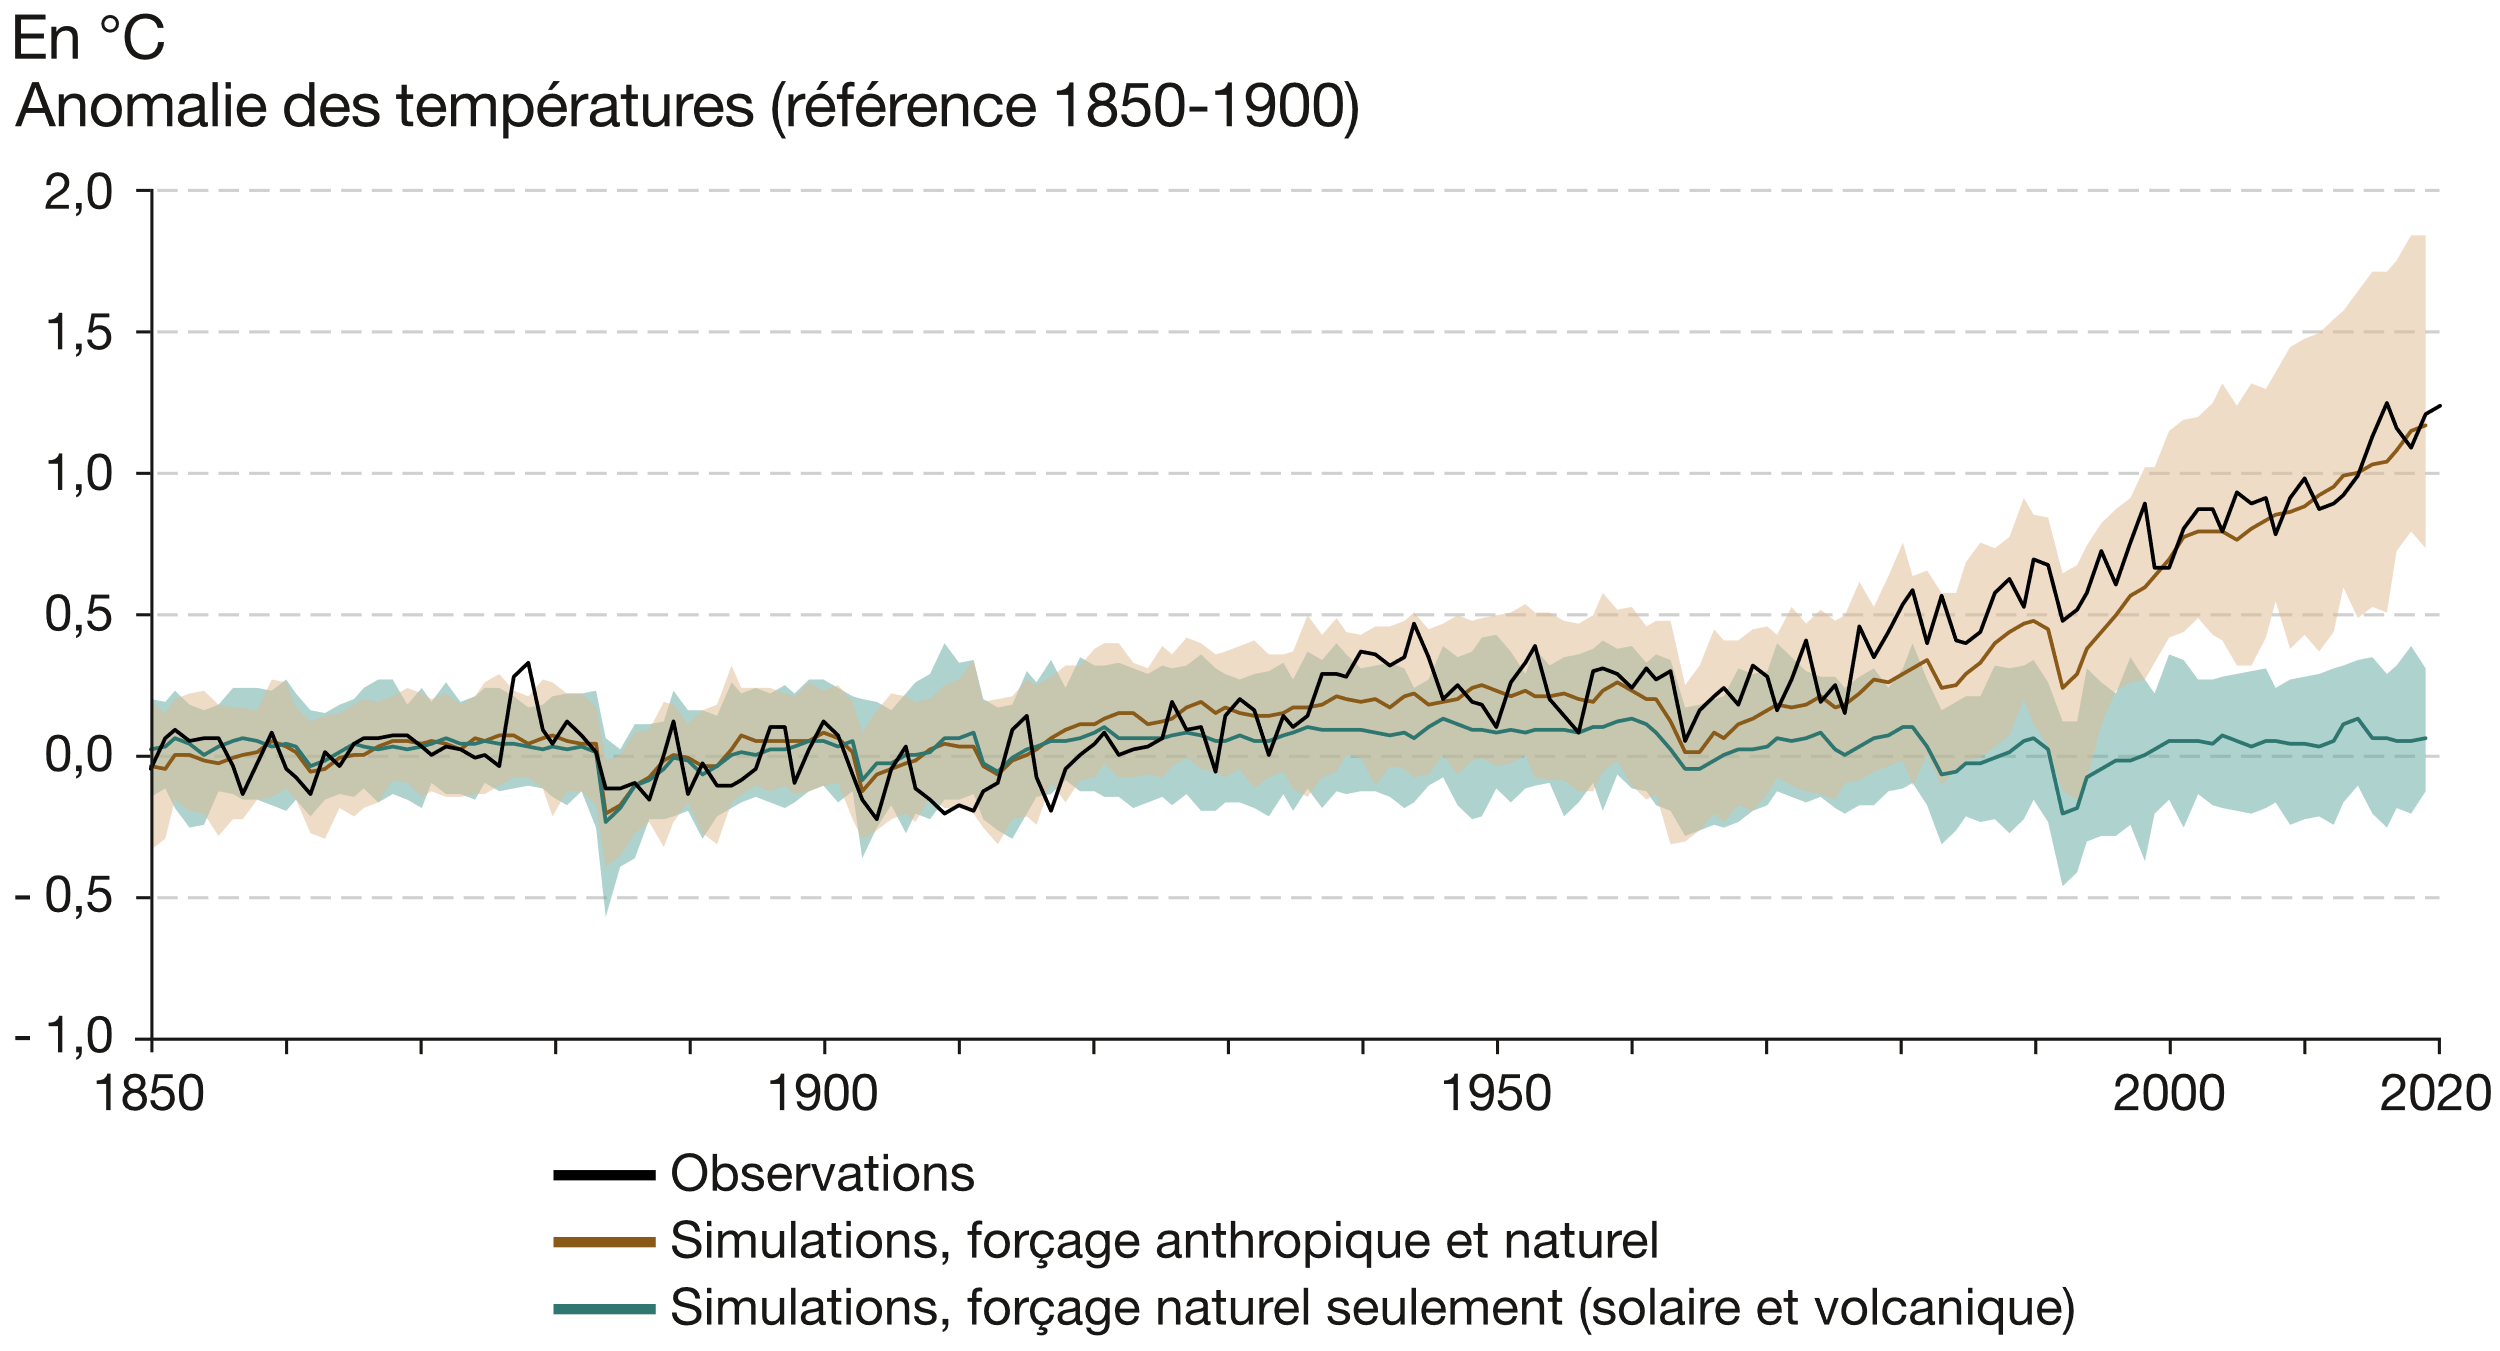 En °C
Anomalie des températures (référence 1850-1900)
2,0
1,5
1,0
0,5
0,0
- 0,5
- 1,0
1850 1900 1950 2000 2020
Observations
Simulations, forçage anthropique et naturel
Simulations, forçage naturel seulement (solaire et volcanique)